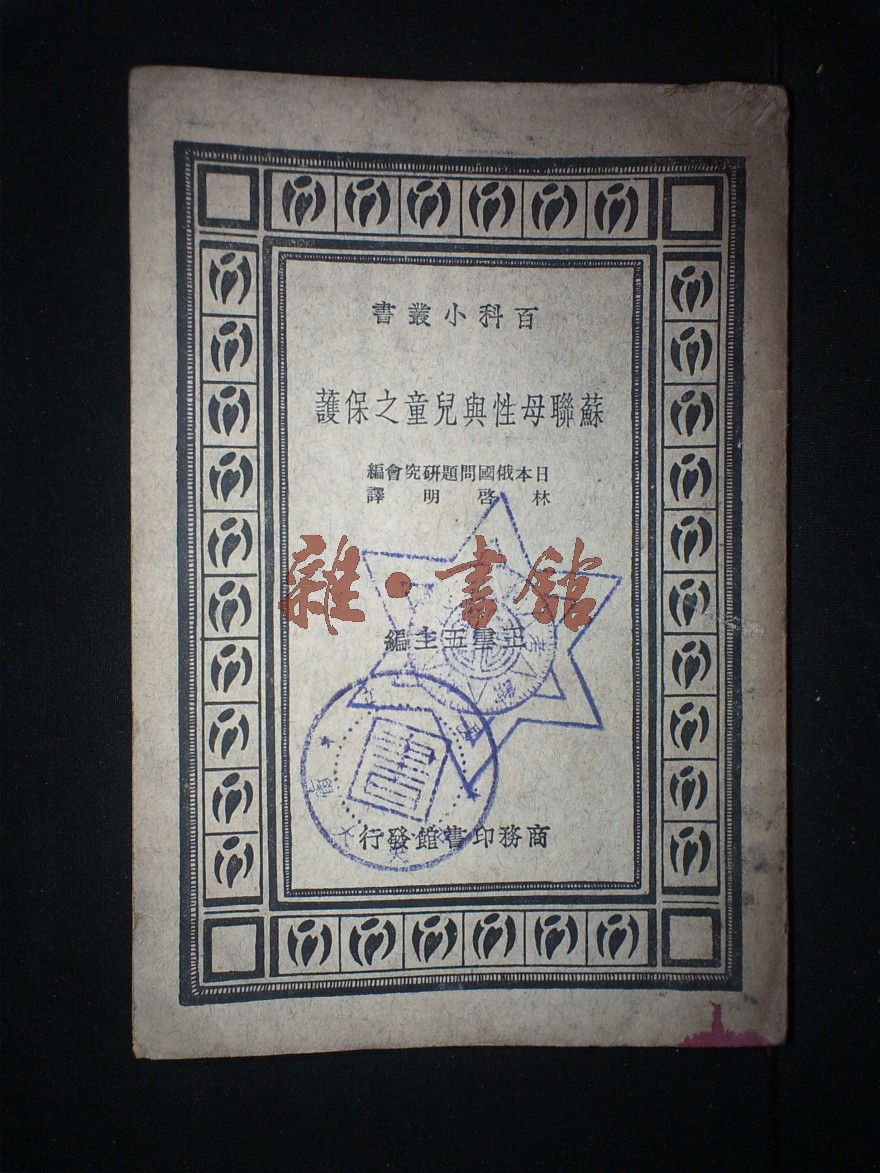 百科小叢書
蘇聯母性與兒童之保護
日本俄國問題研究會編
林啓明譯
雜·書館
王雲五主編
商務印書館發行